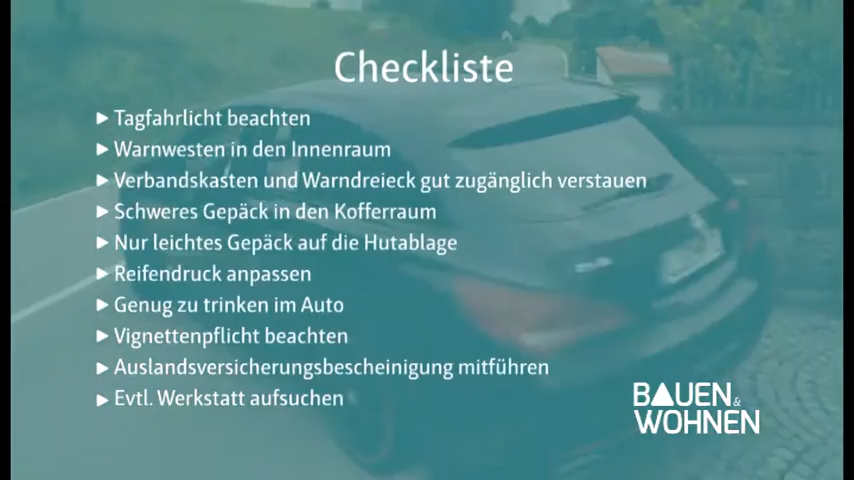 Checkliste
Tagfahrlicht beachten
Warnwesten in den Innenraum
Verbandskasten und Warndreieck gut zugänglich verstauen
Schweres Gepäck in den Kofferraum
Nur leichtes Gepäck auf die Hutablage
Reifendruck anpassen
Genug zu trinken im Auto
Vignettenpflicht beachten
Auslandsversicherungsbescheinigung mitführen
Evtl. Werkstatt aufsuchen
BAUEN &
WOHNEN